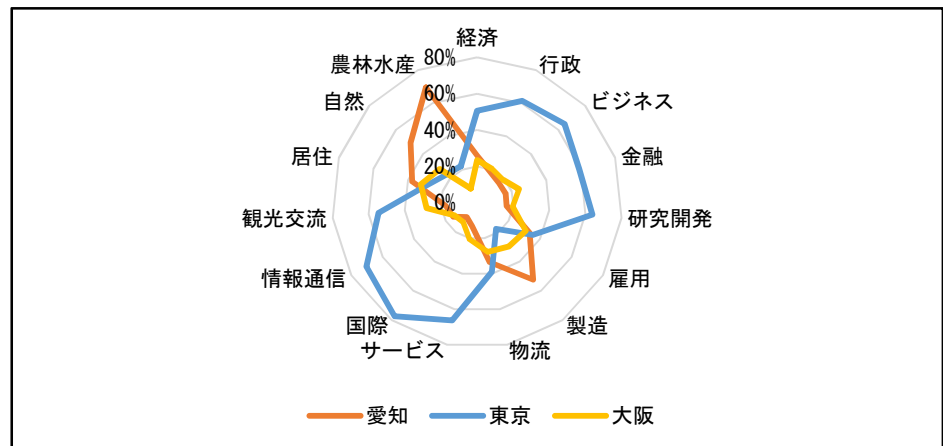 経済
行政
ビジネス
金融
研究開発
雇用
製造
物流
サービス
国際
情報通信
観光交流
居住
自然
農林水産
80%
60%
40%
20%
0%
愛知 東京 大阪